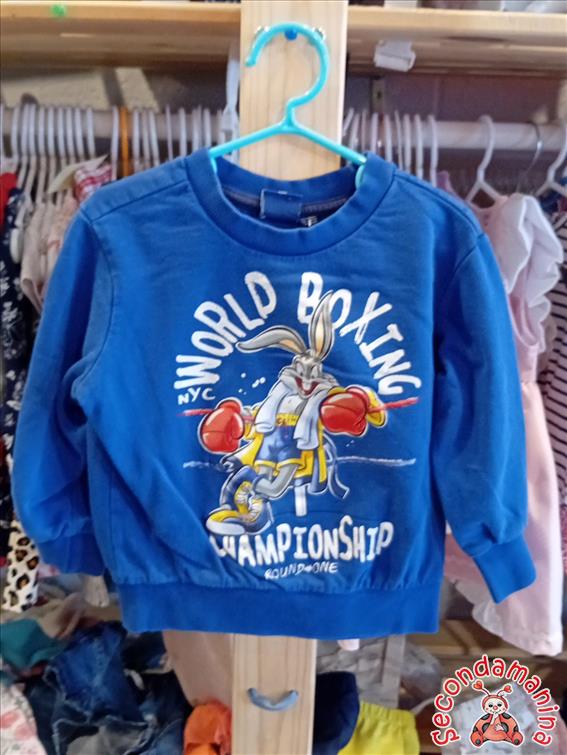 WORLD BOXING
NYC
CHAMPIONSHIP
ROUND ONE
Secondamanina